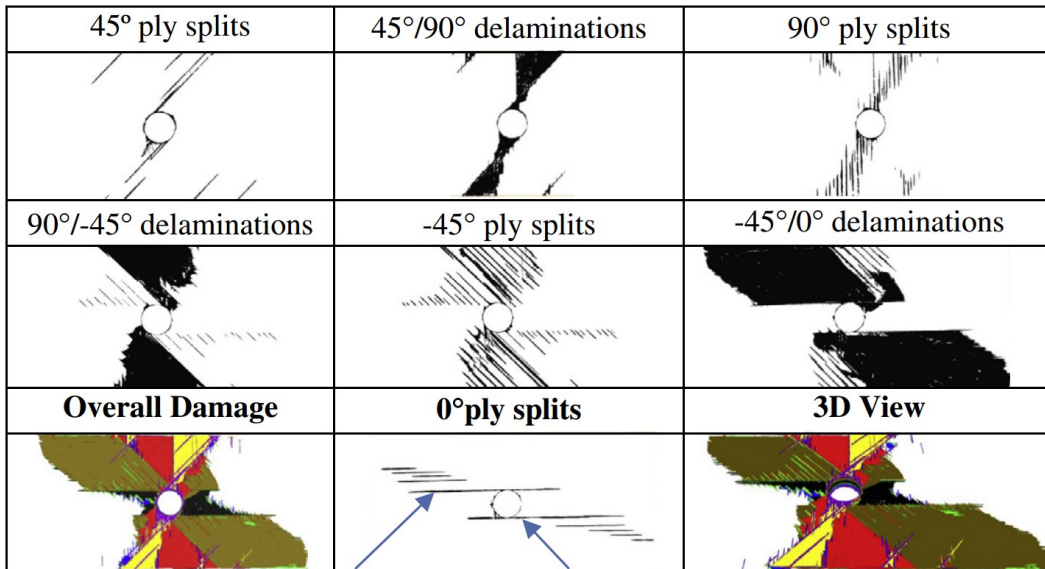 45º ply splits
45°/90° delaminations
90° ply splits
90°/-45° delaminations
-45° ply splits
-45°/0° delaminations
Overall Damage
0°ply splits
3D View